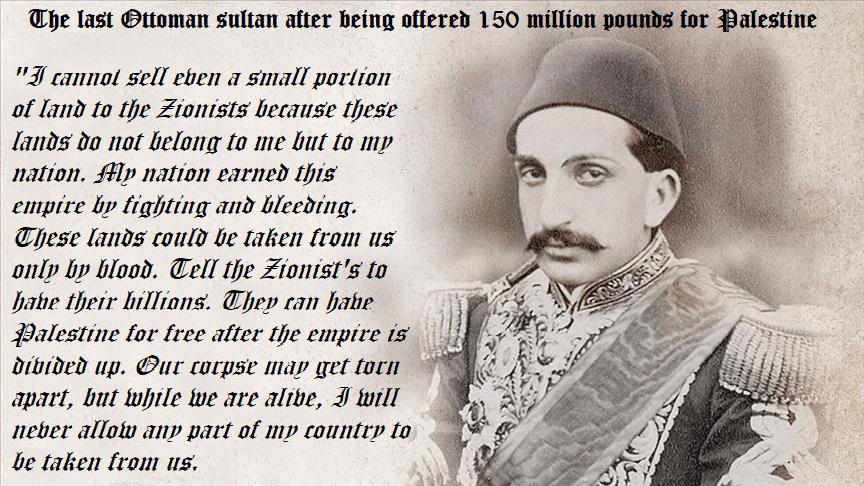 The last Ottoman sultan after being offered 150 million pounds for Palestine
"I cannot sell even a small portion
of land to the Zionists because these
lands do not belong to me but to my
nation. My nation earned this
empire by fighting and bleeding.
These lands could be taken from us
only by blood. Tell the Zionist's to
have their billions. They can have
Palestine for free after the empire is
divided up. Our corpse may get torn
apart, but while we are alive, I will
never allow any part of my country to
be taken from us.